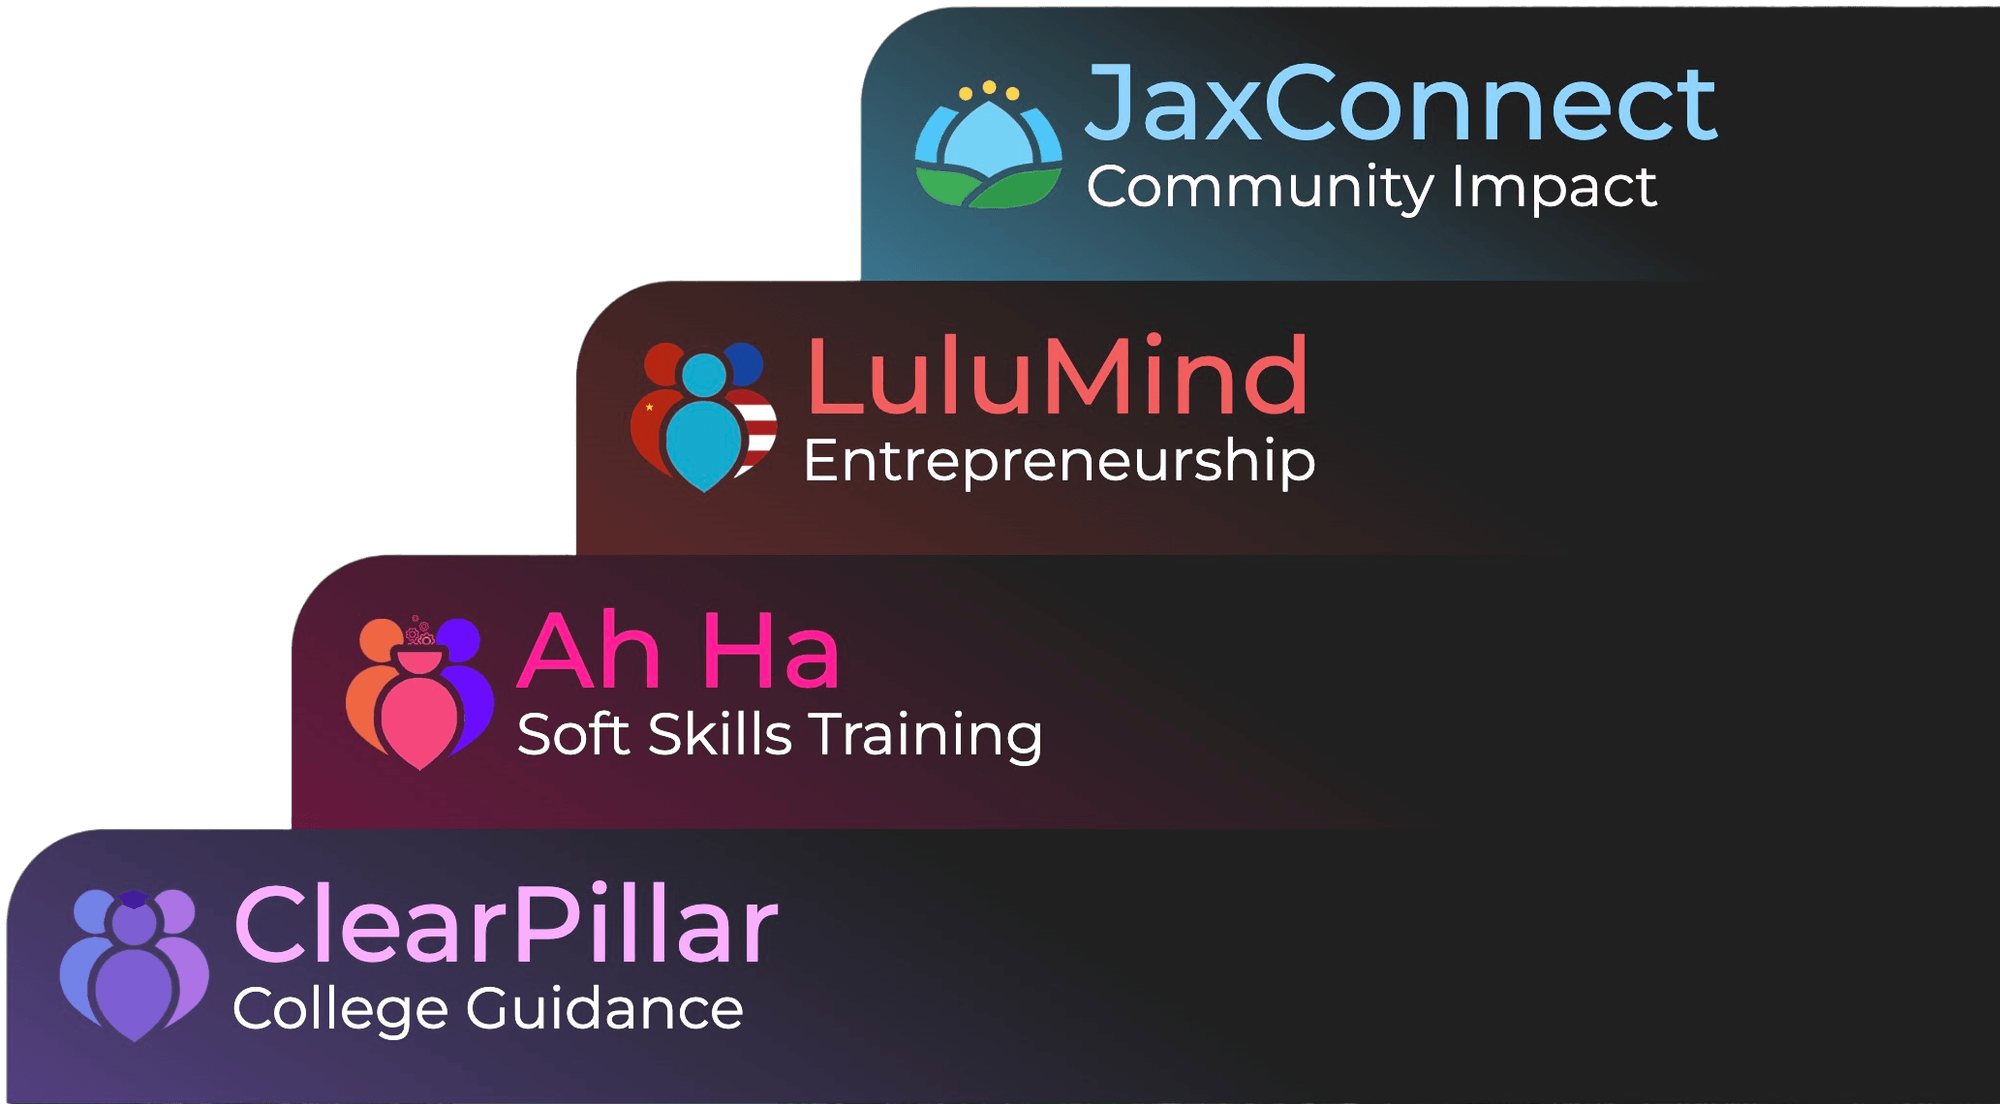 JaxConnect
Community Impact
LuluMind
Entrepreneurship
Ah Ha
Soft Skills Training
ClearPillar
College Guidance